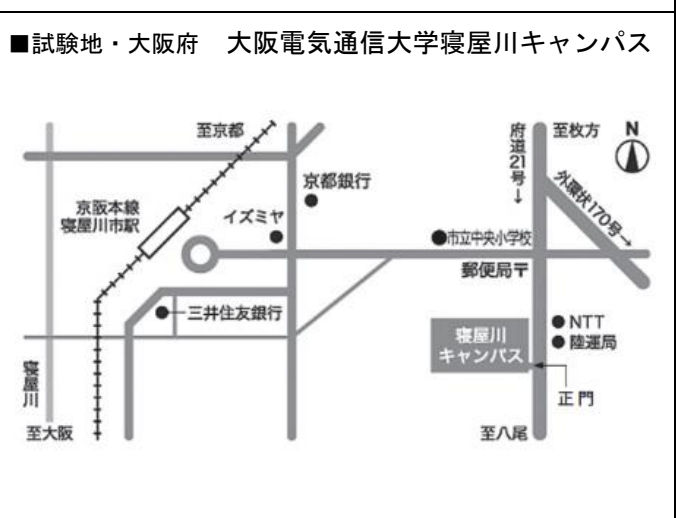 ■試験地・大阪府　大阪電気通信大学寝屋川キャンパス
至京都
府道21号→
至枚方
N
京都銀行
外環状170号→
京阪本線
寝屋川市駅
イズミヤ
市立中央小学校
郵便局〒
三井住友銀行
NTT
寝屋川
キャンパス
陸運局
寝屋川
正門
至大阪
至八尾